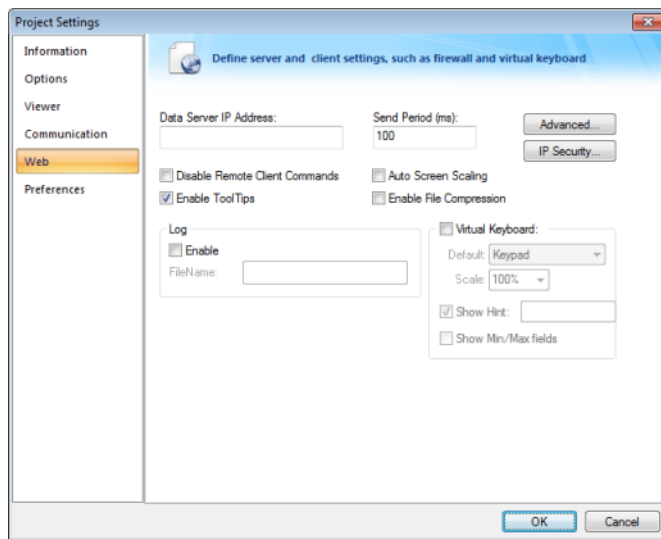 Project Settings
Information
Options
Viewer
Communication
Web
Preferences
Define server and client settings, such as firewall and virtual keyboard
Data Server IP Address:
Send Period (ms):
100
Advanced...
IP Security...
Disable Remote Client Commands
Auto Screen Scaling
Enable ToolTips
Enable File Compression
Log
Enable
FileName:
Virtual Keyboard:
Default: Keypad
Scale: 100%
Show Hint:
Show Min/Max fields
OK
Cancel